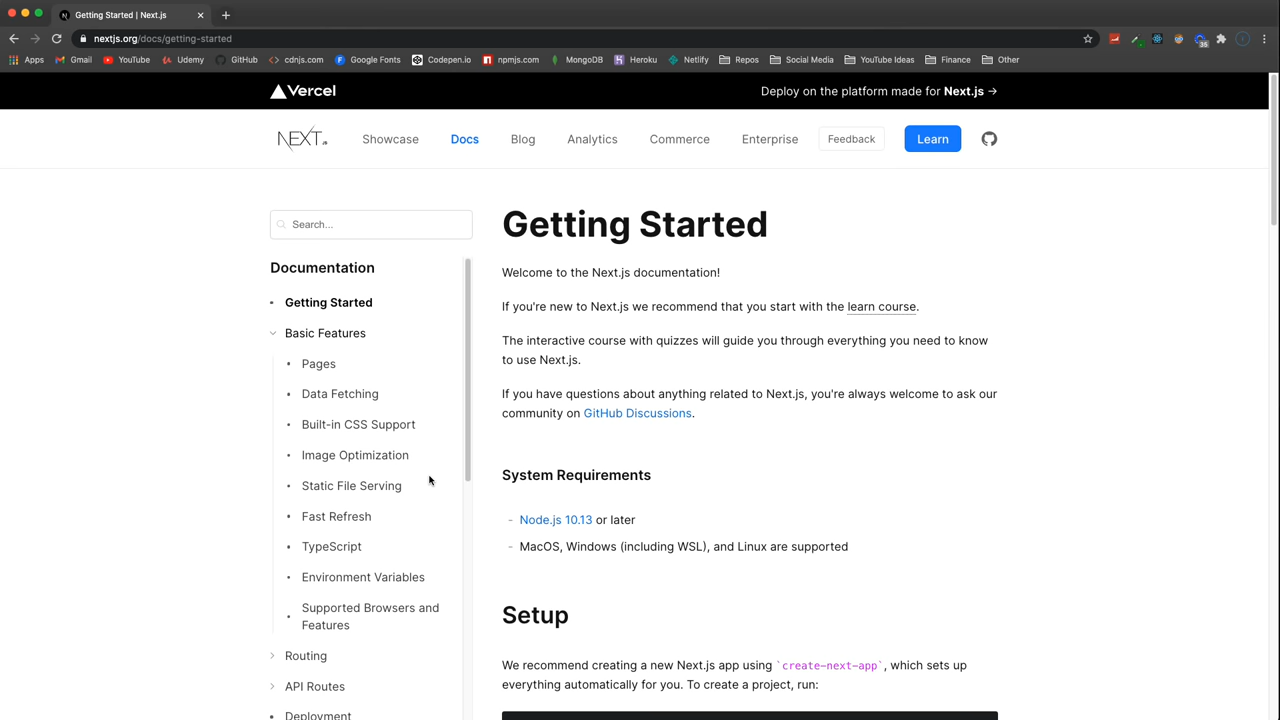 Getting Started | Next.js
nextjs.org/docs/getting-started
Apps Gmail YouTube Udemy GitHub cdnjs.com Google Fonts Codepen.io npmjs.com MongoDB Heroku Netlify Repos Social Media YouTube Ideas Finance Other
Vercel
Deploy on the platform made for Next.js →
NEXT.js Showcase Docs Blog Analytics Commerce Enterprise Feedback Learn
Search...
Documentation
Getting Started
Basic Features
Pages
Data Fetching
Built-in CSS Support
Image Optimization
Static File Serving
Fast Refresh
TypeScript
Environment Variables
Supported Browsers and
Features
Routing
API Routes
Deployment
Getting Started
Welcome to the Next.js documentation!
If you're new to Next.js we recommend that you start with the learn course.
The interactive course with quizzes will guide you through everything you need to know
to use Next.js.
If you have questions about anything related to Next.js, you're always welcome to ask our
community on GitHub Discussions.
System Requirements
- Node.js 10.13 or later
- MacOS, Windows (including WSL), and Linux are supported
Setup
We recommend creating a new Next.js app using `create-next-app`, which sets up
everything automatically for you. To create a project, run: